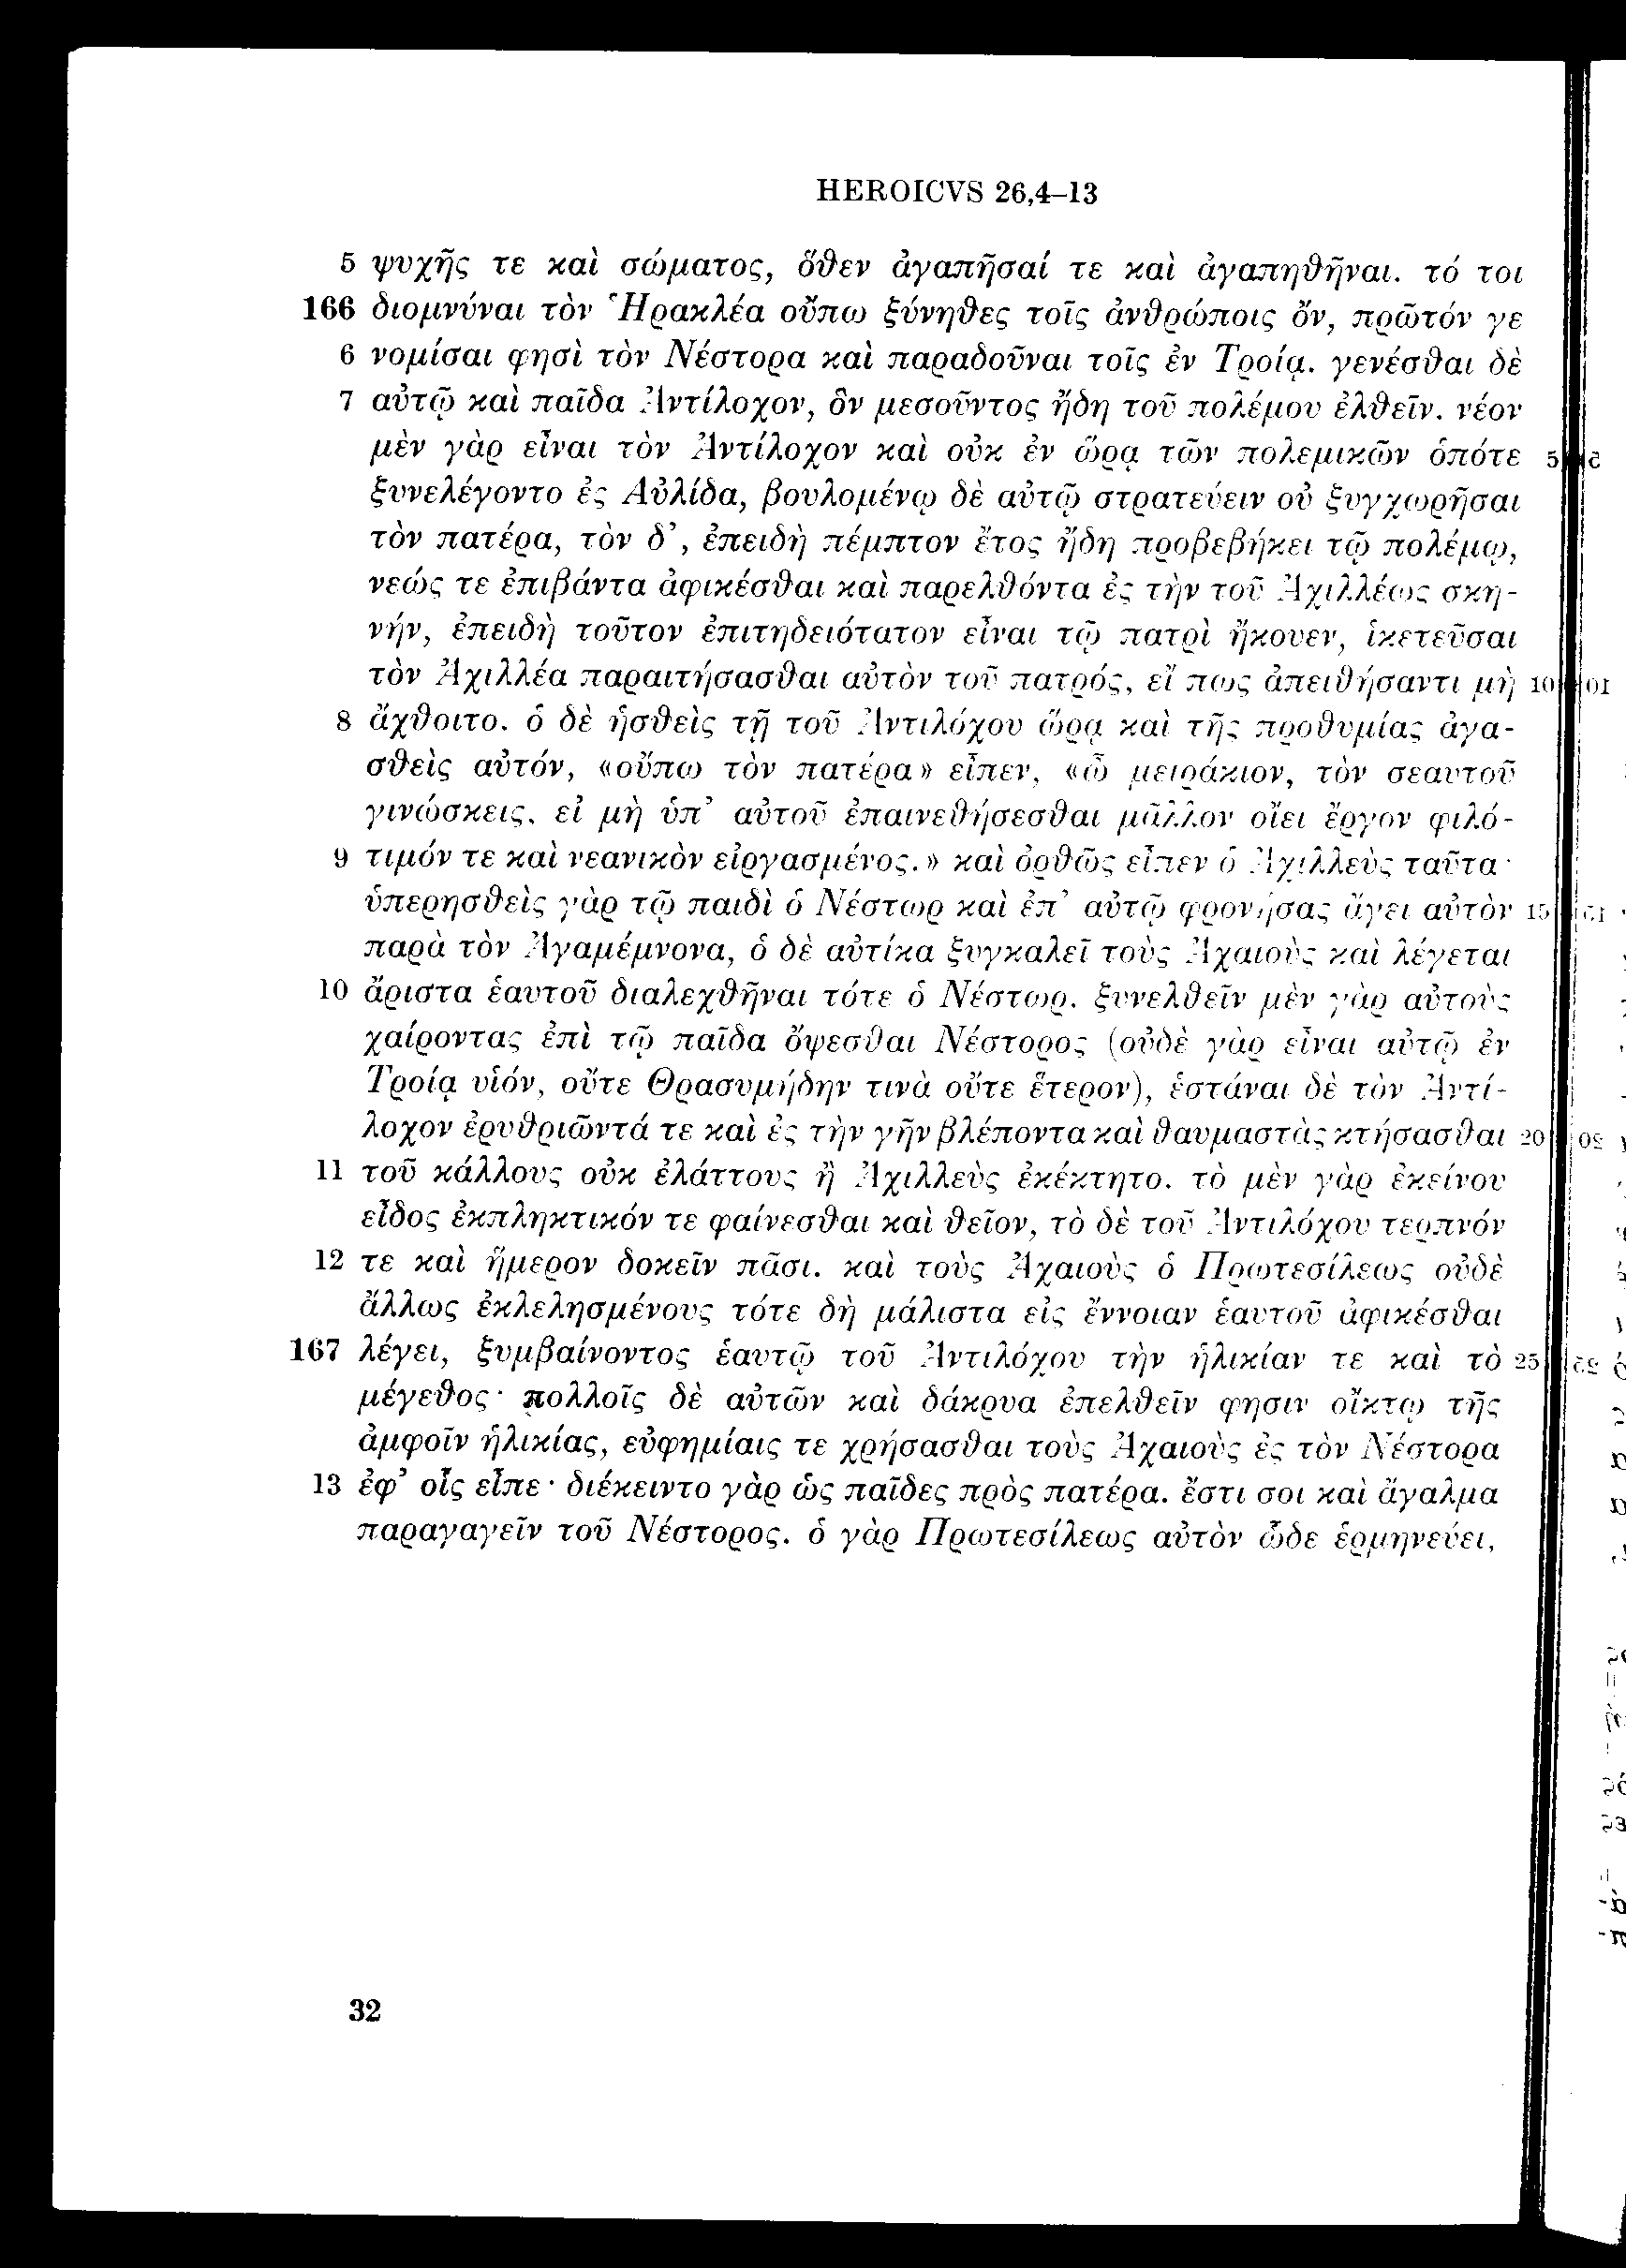 HEROICVS 26,4–13
5 ψυχῆς τε καὶ σώματος, ὅθεν ἀγαπῆσαί τε καὶ ἀγαπηθῆναι. τό τοι
166 διομνύναι τὸν Ἡρακλέα οὔπω ξύνηθες τοῖς ἀνθρώποις ὄν, πρῶτόν γε
6 νομίσαι φησὶ τὸν Νέστορα καὶ παραδοῦναι τοῖς ἐν Τροίᾳ. γενέσθαι δὲ
7 αὐτῷ καὶ παῖδα Ἀντίλοχον, ὃν μεσοῦντος ἤδη τοῦ πολέμου ἐλθεῖν. νέον
μὲν γὰρ εἶναι τὸν Ἀντίλοχον καὶ οὐκ ἐν ὥρᾳ τῶν πολεμικῶν ὁπότε 5
ξυνελέγοντο ἐς Αὐλίδα, βουλομένῳ δὲ αὐτῷ στρατεύειν οὐ ξυγχωρῆσαι
τὸν πατέρα, τὸν δ’, ἐπειδὴ πέμπτον ἔτος ἤδη προβεβήκει τῷ πολέμῳ,
νεώς τε ἐπιβάντα ἀφικέσθαι καὶ παρελθόντα ἐς τὴν τοῦ Ἀχιλλέως σκη-
νήν, ἐπειδὴ τοῦτον ἐπιτηδειότατον εἶναι τῷ πατρὶ ἤκουεν, ἱκετεῦσαι
τὸν Ἀχιλλέα παραιτήσασθαι αὐτὸν τοῦ πατρός, εἴ πως ἀπειθήσαντι μὴ 10
8 ἄχθοιτο. ὁ δὲ ἡσθεὶς τῇ τοῦ Ἀντιλόχου ὥρᾳ καὶ τῆς προθυμίας ἀγα-
σθεὶς αὐτόν, «οὔπω τὸν πατέρα» εἶπεν, «ὦ μειράκιον, τὸν σεαυτοῦ
γινώσκεις, εἰ μὴ ὑπ’ αὐτοῦ ἐπαινεθήσεσθαι μᾶλλον οἴει ἔργον φιλό-
9 τιμόν τε καὶ νεανικὸν εἰργασμένος.» καὶ ὀρθῶς εἶπεν ὁ Ἀχιλλεὺς ταῦτα·
ὑπερησθεὶς γὰρ τῷ παιδὶ ὁ Νέστωρ καὶ ἐπ’ αὐτῷ φρονήσας ἄγει αὐτὸν 15
παρὰ τὸν Ἀγαμέμνονα, ὁ δὲ αὐτίκα ξυγκαλεῖ τοὺς Ἀχαιοὺς καὶ λέγεται
10 ἄριστα ἑαυτοῦ διαλεχθῆναι τότε ὁ Νέστωρ. ξυνελθεῖν μὲν γὰρ αὐτοὺς
χαίροντας ἐπὶ τῷ παῖδα ὄψεσθαι Νέστορος (οὐδὲ γὰρ εἶναι αὐτῷ ἐν
Τροίᾳ υἱόν, οὔτε Θρασυμήδην τινὰ οὔτε ἕτερον), ἑστάναι δὲ τὸν Ἀντί-
λοχον ἐρυθριῶντά τε καὶ ἐς τὴν γῆν βλέποντα καὶ θαυμαστὰς κτήσασθαι 20
11 τοῦ κάλλους οὐκ ἐλάττους ἢ Ἀχιλλεὺς ἐκέκτητο. τὸ μὲν γὰρ ἐκείνου
εἶδος ἐκπληκτικόν τε φαίνεσθαι καὶ θεῖον, τὸ δὲ τοῦ Ἀντιλόχου τερπνόν
12 τε καὶ ἥμερον δοκεῖν πᾶσι. καὶ τοὺς Ἀχαιοὺς ὁ Πρωτεσίλεως οὐδὲ
ἄλλως ἐκλελησμένους τότε δὴ μάλιστα εἰς ἔννοιαν ἑαυτοῦ ἀφικέσθαι
167 λέγει, ξυμβαίνοντος ἑαυτῷ τοῦ Ἀντιλόχου τὴν ἡλικίαν τε καὶ τὸ 25
μέγεθος· πολλοῖς δὲ αὐτῶν καὶ δάκρυα ἐπελθεῖν φησιν οἴκτῳ τῆς
ἀμφοῖν ἡλικίας, εὐφημίαις τε χρήσασθαι τοὺς Ἀχαιοὺς ἐς τὸν Νέστορα
13 ἐφ’ οἷς εἶπε· διέκειντο γὰρ ὡς παῖδες πρὸς πατέρα. ἔστι σοι καὶ ἄγαλμα
παραγαγεῖν τοῦ Νέστορος. ὁ γὰρ Πρωτεσίλεως αὐτὸν ὧδε ἑρμηνεύει,
32